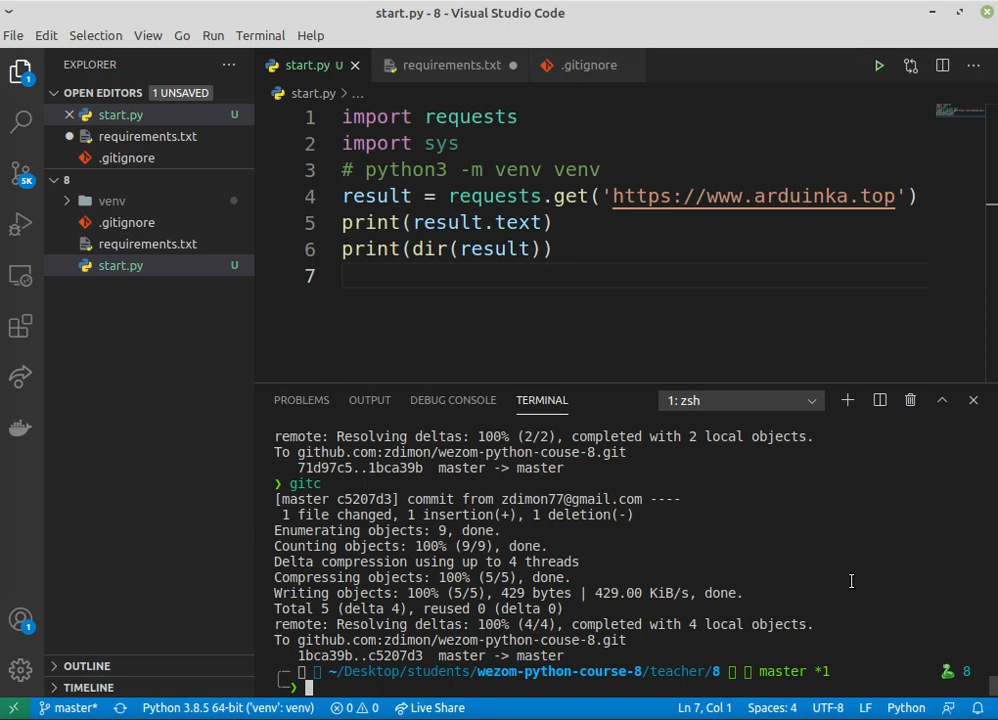 start.py - 8 - Visual Studio Code
File Edit Selection View Go Run Terminal Help
EXPLORER
OPEN EDITORS 1 UNSAVED
start.py U
requirements.txt
.gitignore
8
venv
.gitignore
requirements.txt
start.py U
OUTLINE
TIMELINE
1
5K
1
start.py U requirements.txt .gitignore
start.py > ...
1 import requests
2 import sys
3 # python3 -m venv venv
4 result = requests.get('https://www.arduinka.top')
5 print(result.text)
6 print(dir(result))
7
PROBLEMS OUTPUT DEBUG CONSOLE TERMINAL 1: zsh
remote: Resolving deltas: 100% (2/2), completed with 2 local objects.
To github.com:zdimon/wezom-python-couse-8.git
71d97c5..1bca39b master -> master
❯ gitc
[master c5207d3] commit from zdimon77@gmail.com ----
1 file changed, 1 insertion(+), 1 deletion(-)
Enumerating objects: 9, done.
Counting objects: 100% (9/9), done.
Delta compression using up to 4 threads
Compressing objects: 100% (5/5), done.
Writing objects: 100% (5/5), 429 bytes | 429.00 KiB/s, done.
Total 5 (delta 4), reused 0 (delta 0)
remote: Resolving deltas: 100% (4/4), completed with 4 local objects.
To github.com:zdimon/wezom-python-couse-8.git
1bca39b..c5207d3 master -> master
~/Desktop/students/wezom-python-course-8/teacher/8 master *1 8
master* Python 3.8.5 64-bit ('venv': venv) 0 0 Live Share Ln 7, Col 1 Spaces: 4 UTF-8 LF Python